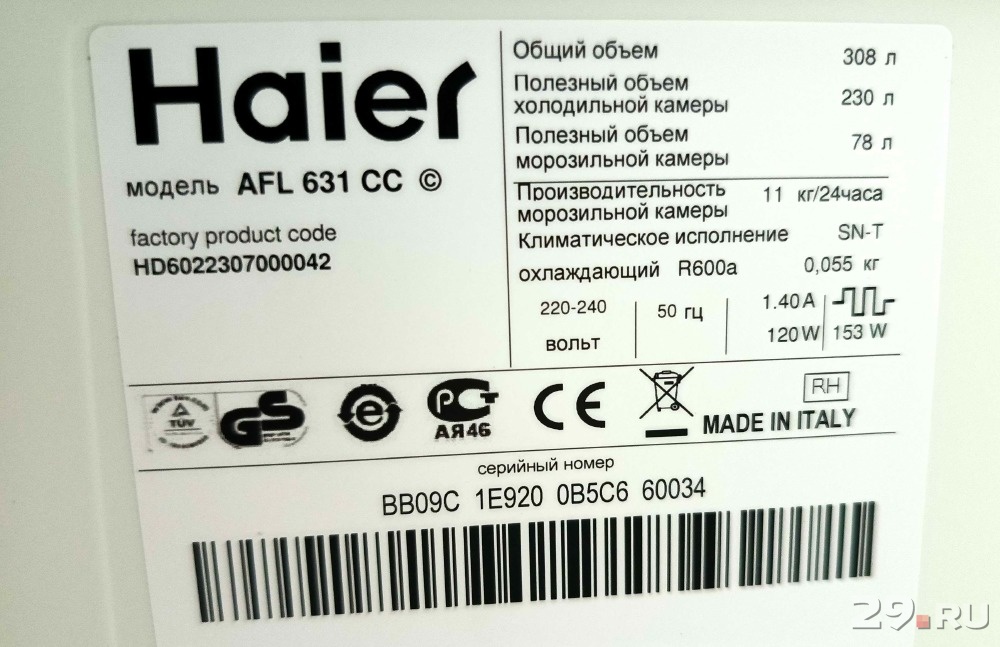 Haier
модель AFL 631 CC ©
factory product code
HD6022307000042
Общий объем 308 л
Полезный объем
холодильной камеры 230 л
Полезный объем
морозильной камеры 78 л
Производительность
морозильной камеры 11 кг/24часа
Климатическое исполнение SN-T
охлаждающий R600a 0,055 кг
220-240
вольт
50 гц
1.40 A
120 W 153 W
TÜV
GS
e
РСТ
АЯ46
CE
RH
MADE IN ITALY
серийный номер
BB09C 1E920 0B5C6 60034
29.RU